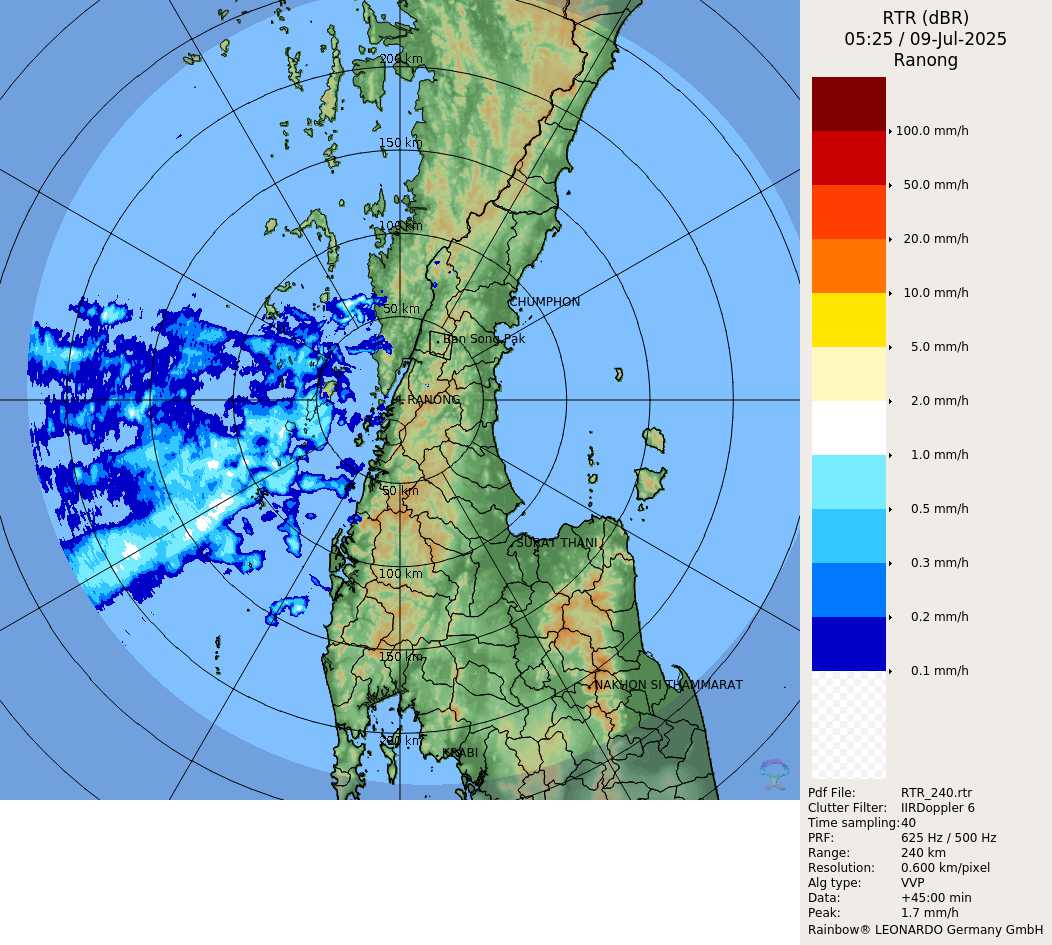 RTR (dBR)
05:25 / 09-Jul-2025
Ranong
200 km
150 km
100 km
50 km
CHUMPHON
Ban Song Pak
RANONG
50 km
SURAT THANI
100 km
150 km
NAKHON SI THAMMARAT
200 km
KRABI
100.0 mm/h
50.0 mm/h
20.0 mm/h
10.0 mm/h
5.0 mm/h
2.0 mm/h
1.0 mm/h
0.5 mm/h
0.3 mm/h
0.2 mm/h
0.1 mm/h
Pdf File: RTR_240.rtr
Clutter Filter: IIRDoppler 6
Time sampling:40
PRF: 625 Hz / 500 Hz
Range: 240 km
Resolution: 0.600 km/pixel
Alg type: VVP
Data: +45:00 min
Peak: 1.7 mm/h
Rainbow® LEONARDO Germany GmbH